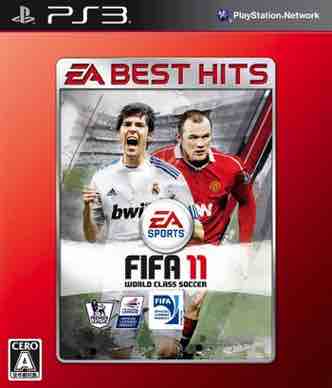 PS3
PlayStation®Network
EA BEST HITS
bwin
EA
SPORTS
FIFA 11
WORLD CLASS SOCCER
CERO
A